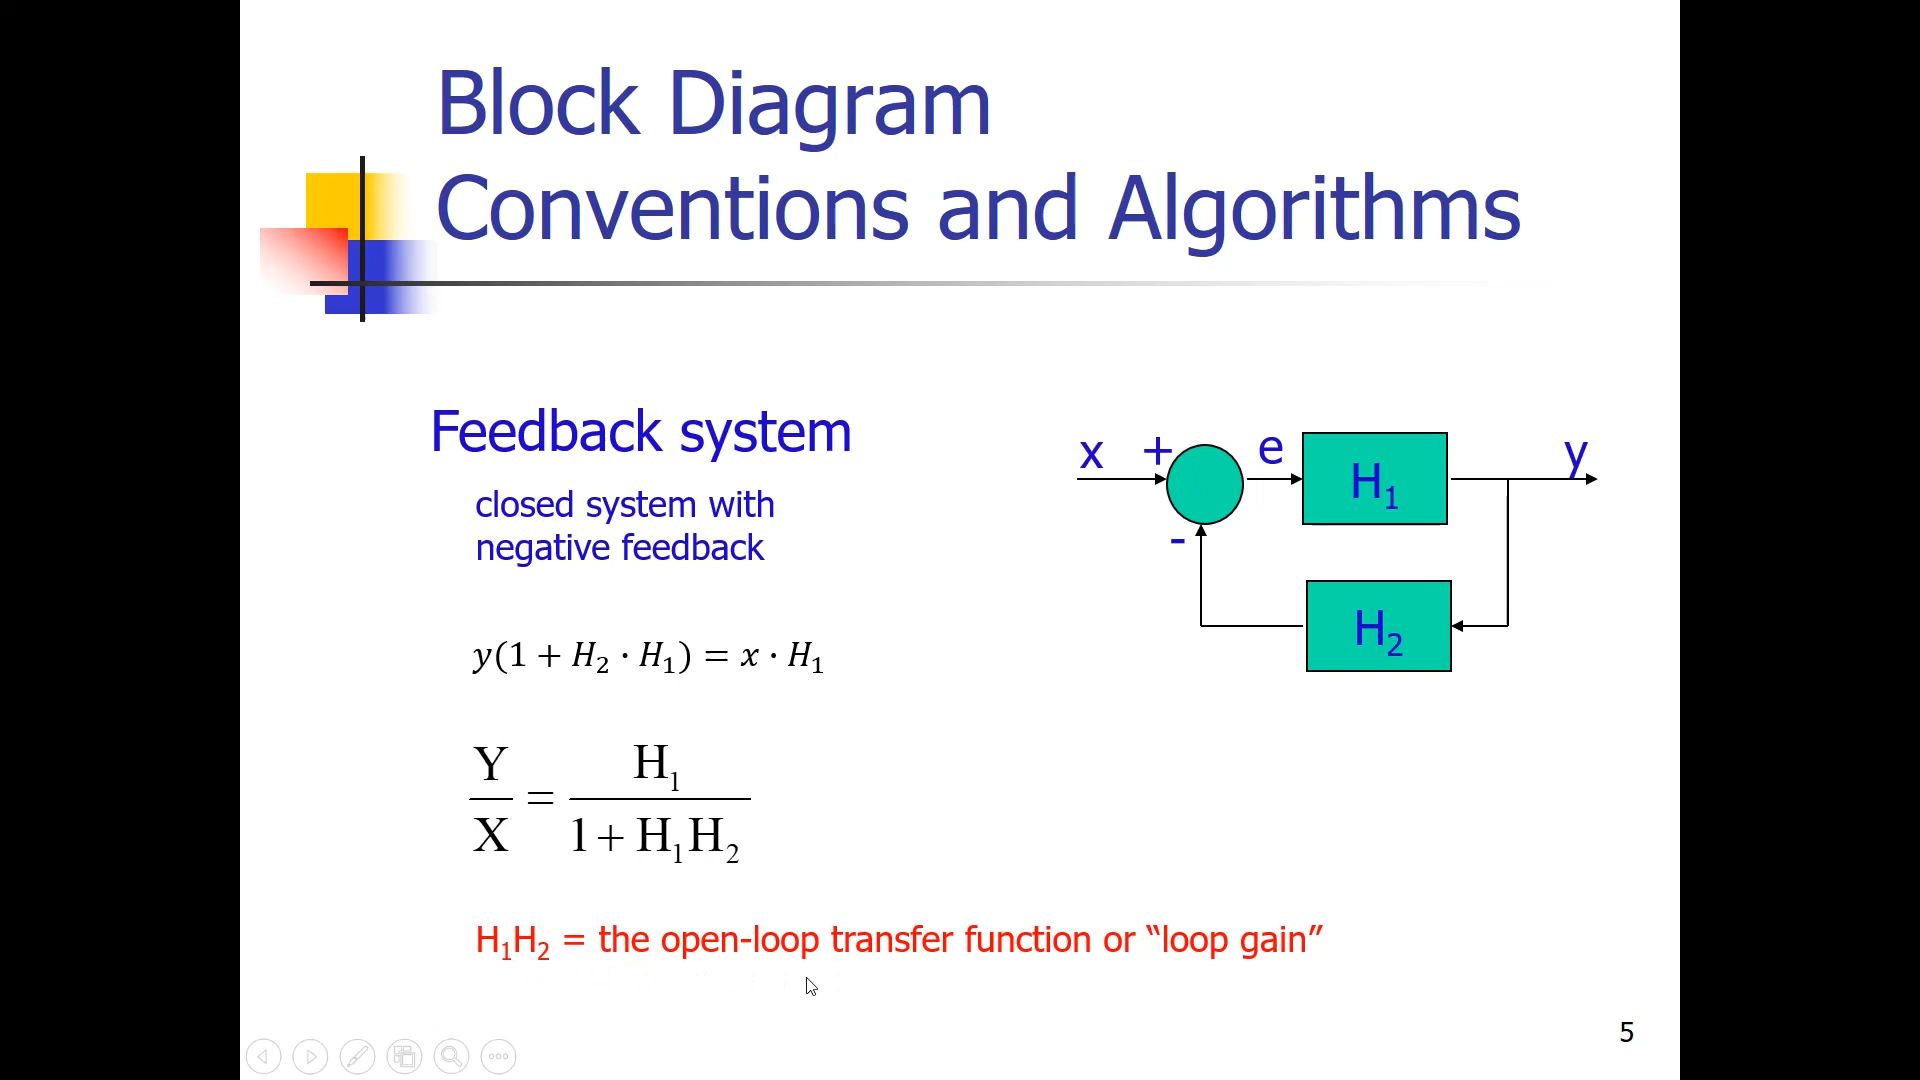 Block Diagram
Conventions and Algorithms
Feedback system
closed system with
negative feedback
x + e H₁ y
-
H₂
y(1 + H₂ · H₁) = x · H₁
Y/X = H₁/(1 + H₁H₂)
H₁H₂ = the open-loop transfer function or “loop gain”
5